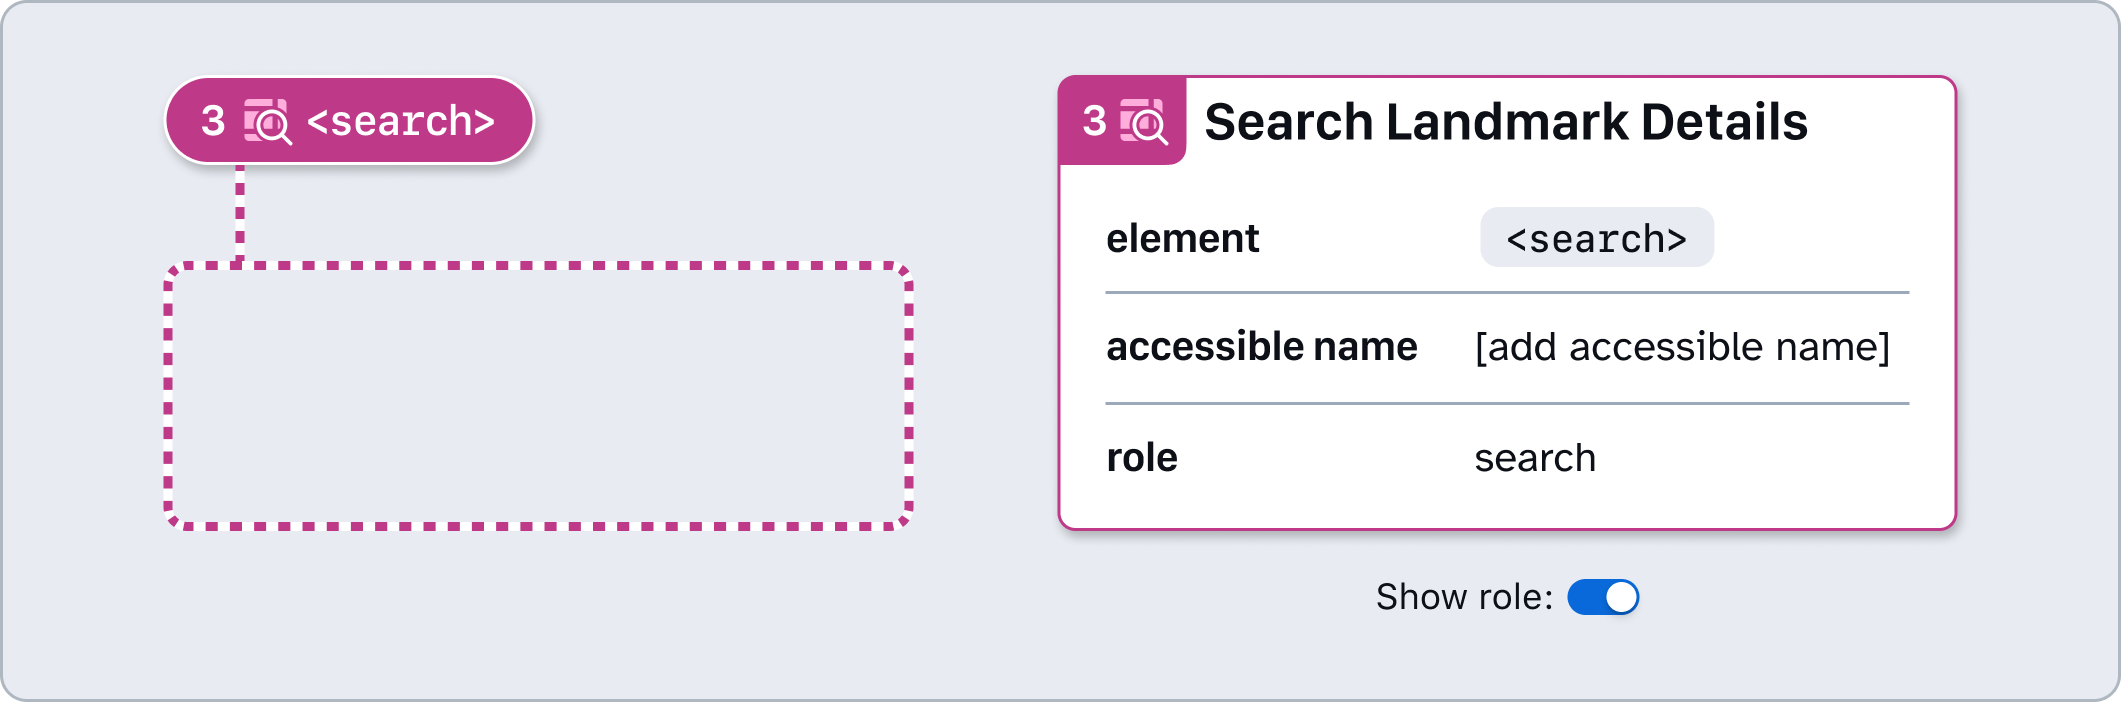 3 <search>
3 Search Landmark Details
element <search>
accessible name [add accessible name]
role search
Show role: